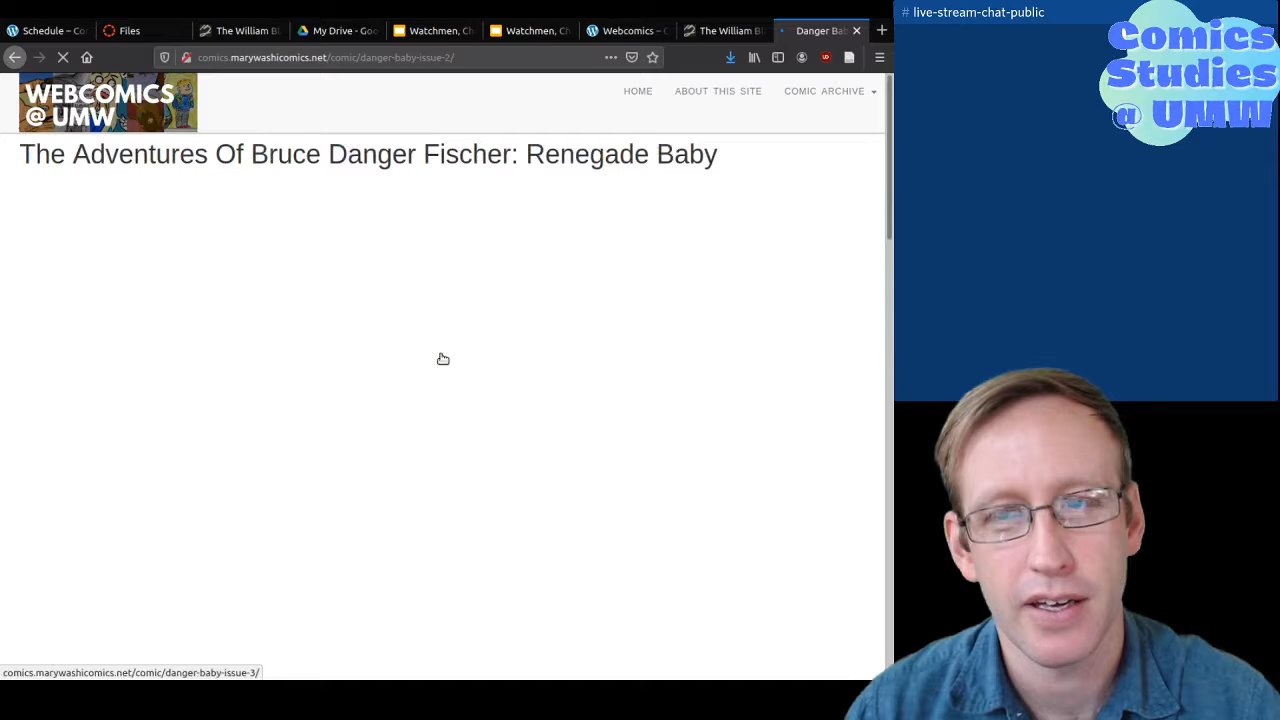 Schedule – Co
Files
The William Bl
My Drive - Goo
Watchmen, Ch
Watchmen, Ch
Webcomics – C
The William Bl
Danger Bab
comics.marywashicomics.net/comic/danger-baby-issue-2/
# live-stream-chat-public
Comics
Studies
@ UMW
WEBCOMICS
@ UMW
HOME
ABOUT THIS SITE
COMIC ARCHIVE
The Adventures Of Bruce Danger Fischer: Renegade Baby
comics.marywashicomics.net/comic/danger-baby-issue-3/